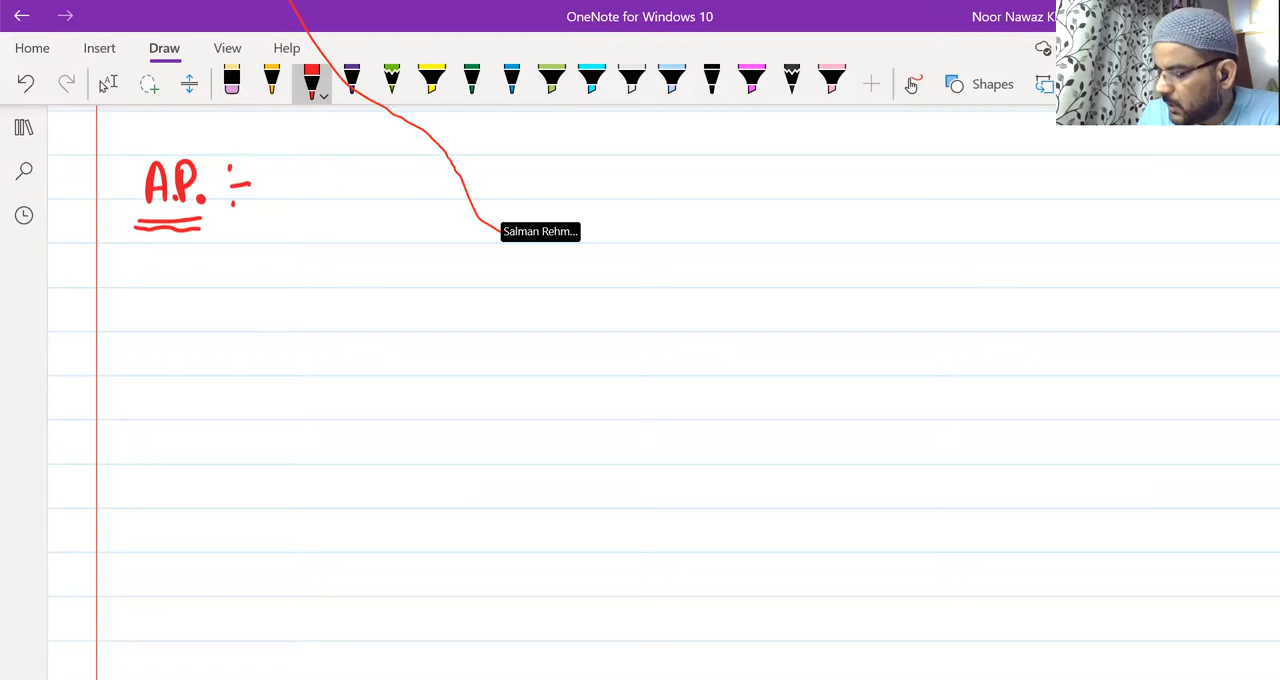 OneNote for Windows 10
Noor Nawaz K
Home Insert Draw View Help
Shapes
A.P. :-
Salman Rehm...